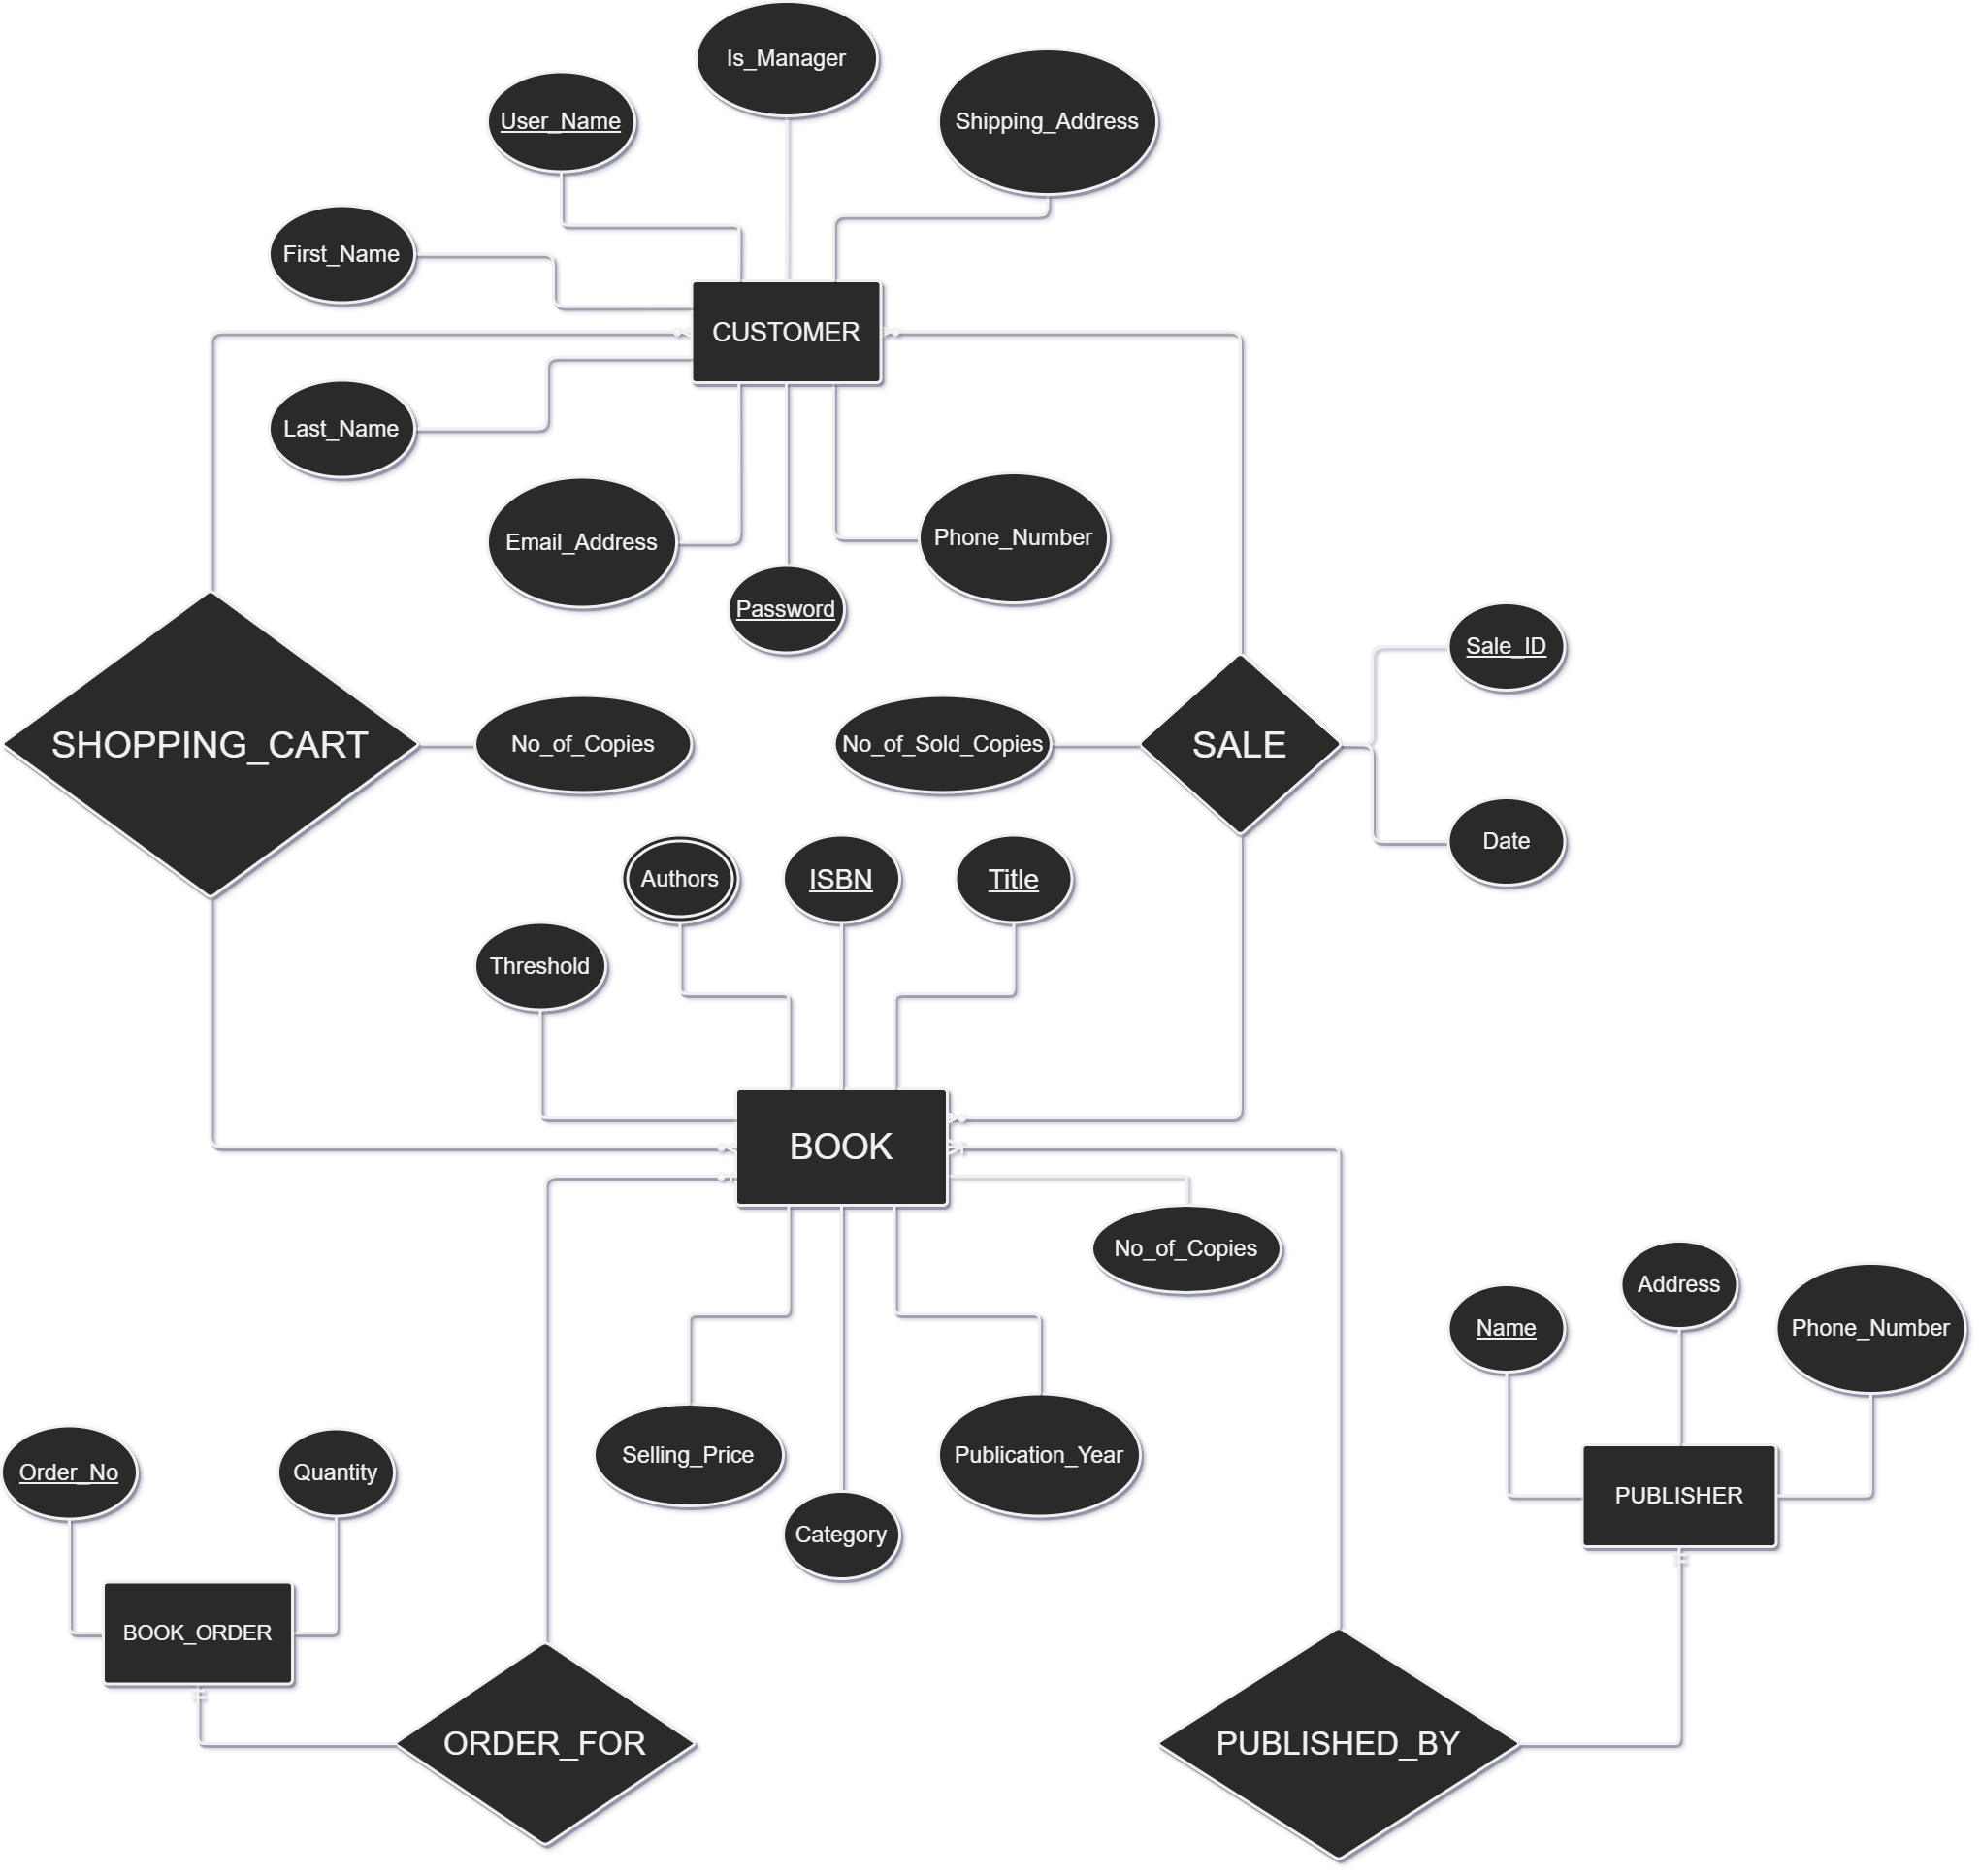 Is_Manager
User_Name
Shipping_Address
First_Name
CUSTOMER
Last_Name
Email_Address
Phone_Number
Password
Sale_ID
SHOPPING_CART
No_of_Copies
No_of_Sold_Copies
SALE
Date
Authors
ISBN
Title
Threshold
BOOK
No_of_Copies
Address
Name
Phone_Number
Selling_Price
Publication_Year
Order_No
Quantity
PUBLISHER
Category
BOOK_ORDER
ORDER_FOR
PUBLISHED_BY